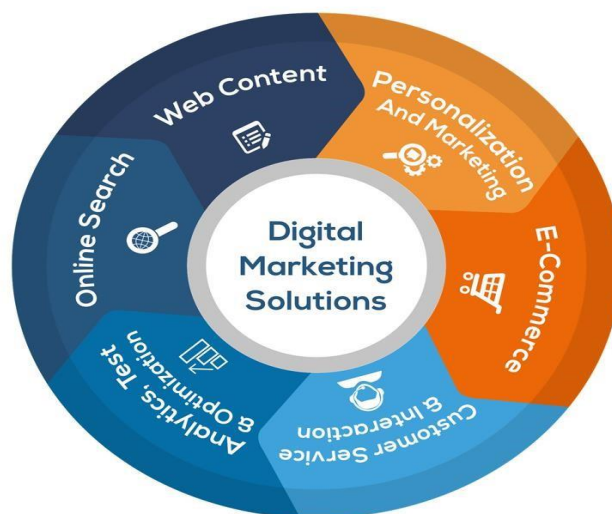 Digital
Marketing
Solutions
Web Content
Personalization
And Marketing
E-Commerce
Customer Service
& Interaction
Analytics, Test
& Optimization
Online Search